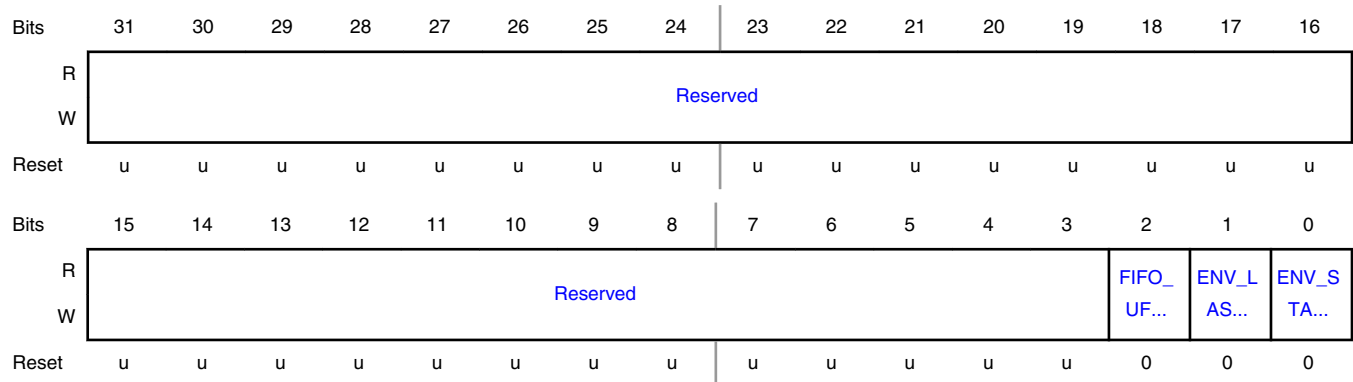 Bits 31 30 29 28 27 26 25 24 23 22 21 20 19 18 17 16
R
Reserved
W
Reset u u u u u u u u u u u u u u u u
Bits 15 14 13 12 11 10 9 8 7 6 5 4 3 2 1 0
R FIFO_ ENV_L ENV_S
Reserved
W UF... AS... TA...
Reset u u u u u u u u u u u u u 0 0 0